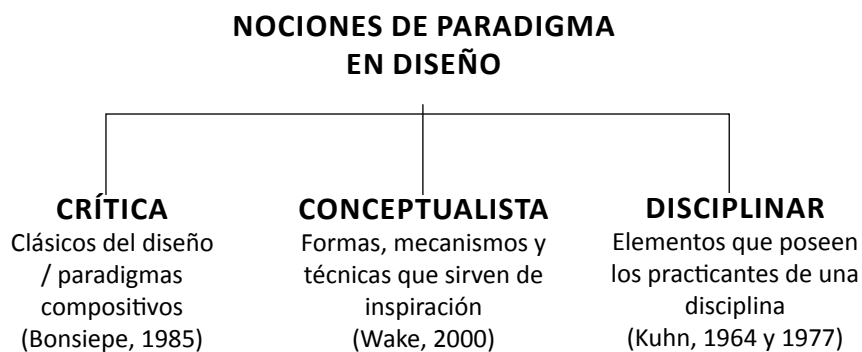 NOCIONES DE PARADIGMA
EN DISEÑO
CRÍTICA
Clásicos del diseño
/ paradigmas
compositivos
(Bonsiepe, 1985)
CONCEPTUALISTA
Formas, mecanismos y
técnicas que sirven de
inspiración
(Wake, 2000)
DISCIPLINAR
Elementos que poseen
los practicantes de una
disciplina
(Kuhn, 1964 y 1977)